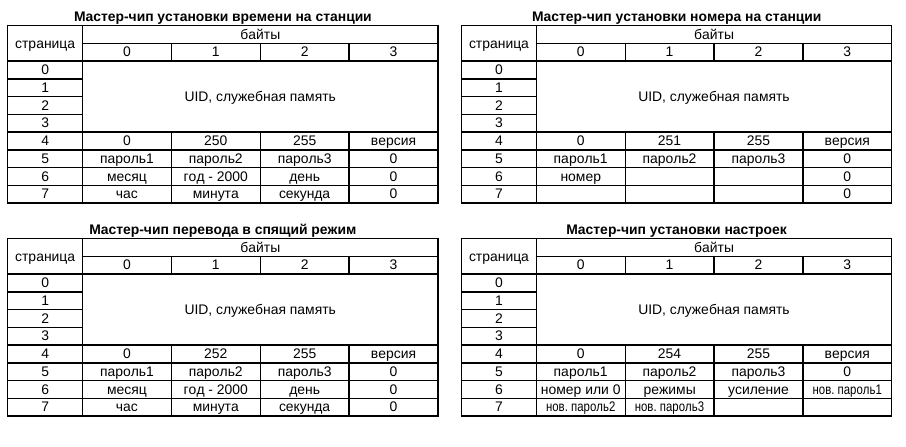 Мастер-чип установки времени на станции
страница байты
0 1 2 3
0
1
2
3
UID, служебная память
4 0 250 255 версия
5 пароль1 пароль2 пароль3 0
6 месяц год - 2000 день 0
7 час минута секунда 0
Мастер-чип установки номера на станции
страница байты
0 1 2 3
0
1
2
3
UID, служебная память
4 0 251 255 версия
5 пароль1 пароль2 пароль3 0
6 номер 0
7 0
Мастер-чип перевода в спящий режим
страница байты
0 1 2 3
0
1
2
3
UID, служебная память
4 0 252 255 версия
5 пароль1 пароль2 пароль3 0
6 месяц год - 2000 день 0
7 час минута секунда 0
Мастер-чип установки настроек
страница байты
0 1 2 3
0
1
2
3
UID, служебная память
4 0 254 255 версия
5 пароль1 пароль2 пароль3 0
6 номер или 0 режимы усиление нов. пароль1
7 нов. пароль2 нов. пароль3